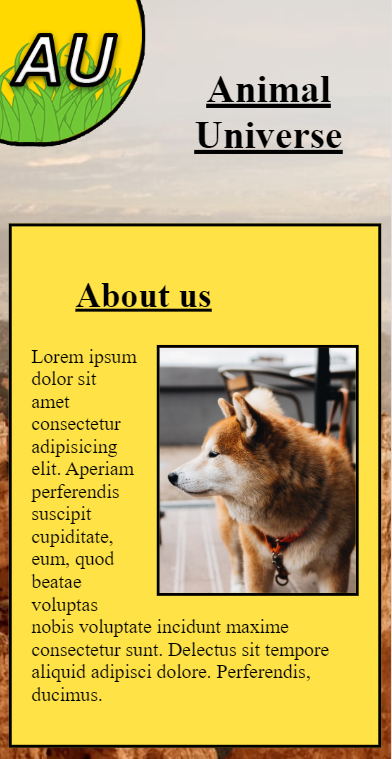 AU
Animal
Universe
About us
Lorem ipsum
dolor sit
amet
consectetur
adipisicing
elit. Aperiam
perferendis
suscipit
cupiditate,
eum, quod
beatae
voluptas
nobis voluptate incidunt maxime
consectetur sunt. Delectus sit tempore
aliquid adipisci dolore. Perferendis,
ducimus.